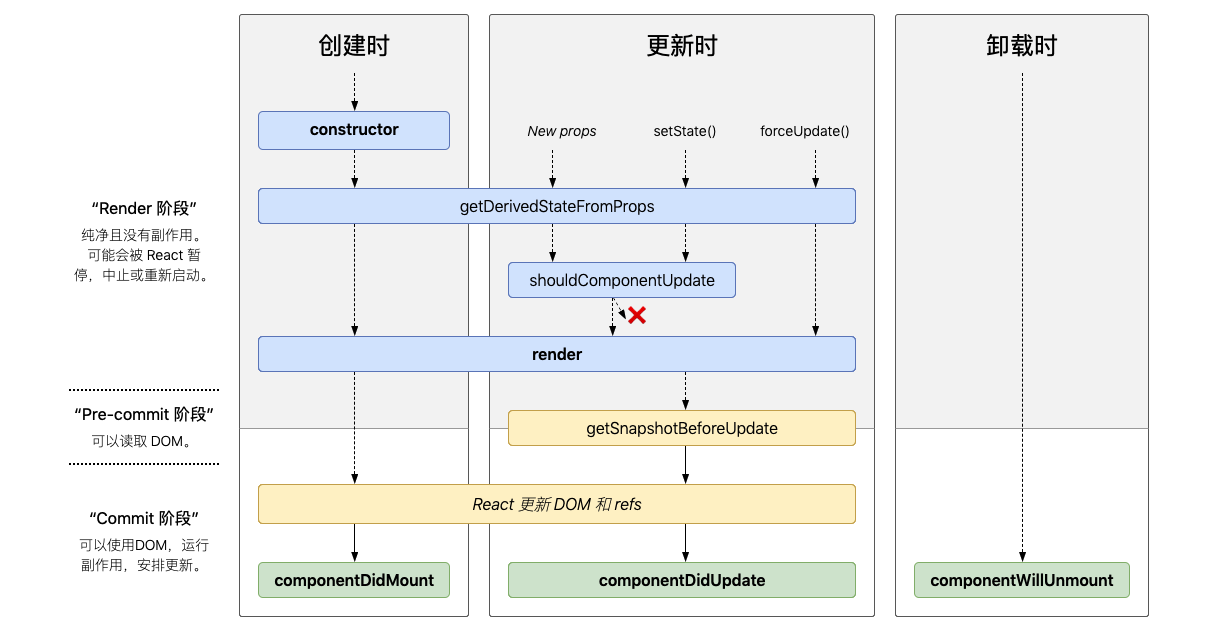 创建时
更新时
卸载时
constructor
New props
setState()
forceUpdate()
getDerivedStateFromProps
“Render 阶段”
纯净且没有副作用。
可能会被 React 暂
停，中止或重新启动。
shouldComponentUpdate
render
“Pre-commit 阶段”
可以读取 DOM。
getSnapshotBeforeUpdate
React 更新 DOM 和 refs
“Commit 阶段”
可以使用DOM，运行
副作用，安排更新。
componentDidMount
componentDidUpdate
componentWillUnmount